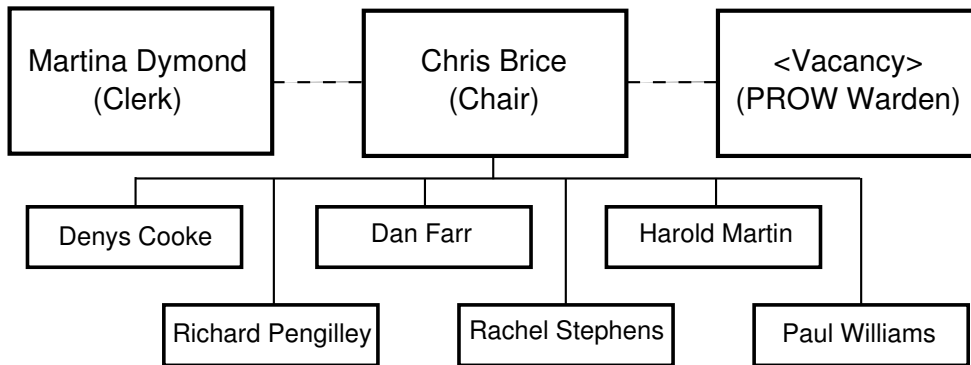 Martina Dymond
(Clerk)
Chris Brice
(Chair)
<Vacancy>
(PROW Warden)
Denys Cooke
Dan Farr
Harold Martin
Richard Pengilley
Rachel Stephens
Paul Williams